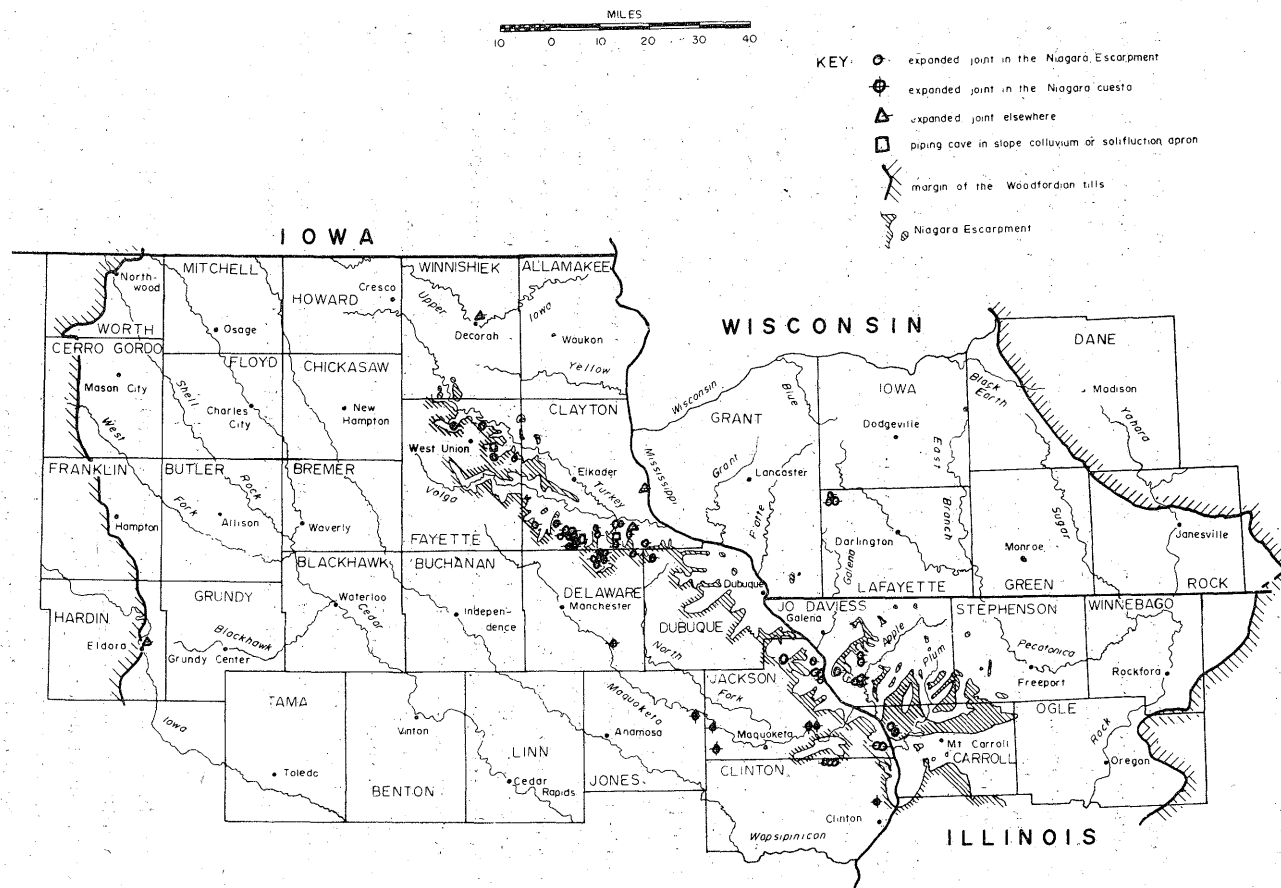 MILES
10 0 10 20 30 40
KEY:
expanded joint in the Niagara Escarpment
expanded joint in the Niagara cuesta
expanded joint elsewhere
piping cave in slope colluvium or solifluction apron
margin of the Woodfordian tills
Niagara Escarpment
IOWA
WISCONSIN
ILLINOIS
North-
wood
WORTH
MITCHELL
Osage
HOWARD
Cresco
WINNISHIEK
Upper
Iowa
Decorah
ALLAMAKEE
Waukon
Yellow
CERRO GORDO
Mason City
FLOYD
Shell
Rock
Charles
City
CHICKASAW
New
Hampton
CLAYTON
West Union
Elkader
Turkey
Volga
FAYETTE
Mississippi
FRANKLIN
Hampton
West
Fork
BUTLER
Allison
BREMER
Waverly
HARDIN
Eldora
GRUNDY
Blackhawk
Grundy Center
BLACKHAWK
Waterloo
Cedar
BUCHANAN
Indepen-
dence
DELAWARE
Manchester
DUBUQUE
Dubuque
TAMA
Toledo
Iowa
BENTON
Vinton
LINN
Cedar
Rapids
JONES
Anamosa
Maquoketa
North
Fork
JACKSON
Maquoketa
CLINTON
Clinton
Wapsipinicon
Wisconsin
GRANT
Grant
Lancaster
Platte
Blue
IOWA
Dodgeville
East
Branch
LAFAYETTE
Darlington
Galena
DANE
Madison
Black
Earth
Yahara
GREEN
Monroe
Sugar
ROCK
Janesville
JO DAVIESS
Galena
Apple
Plum
STEPHENSON
Pecatonica
Freeport
WINNEBAGO
Rockford
CARROLL
Mt Carroll
OGLE
Rock
Oregon